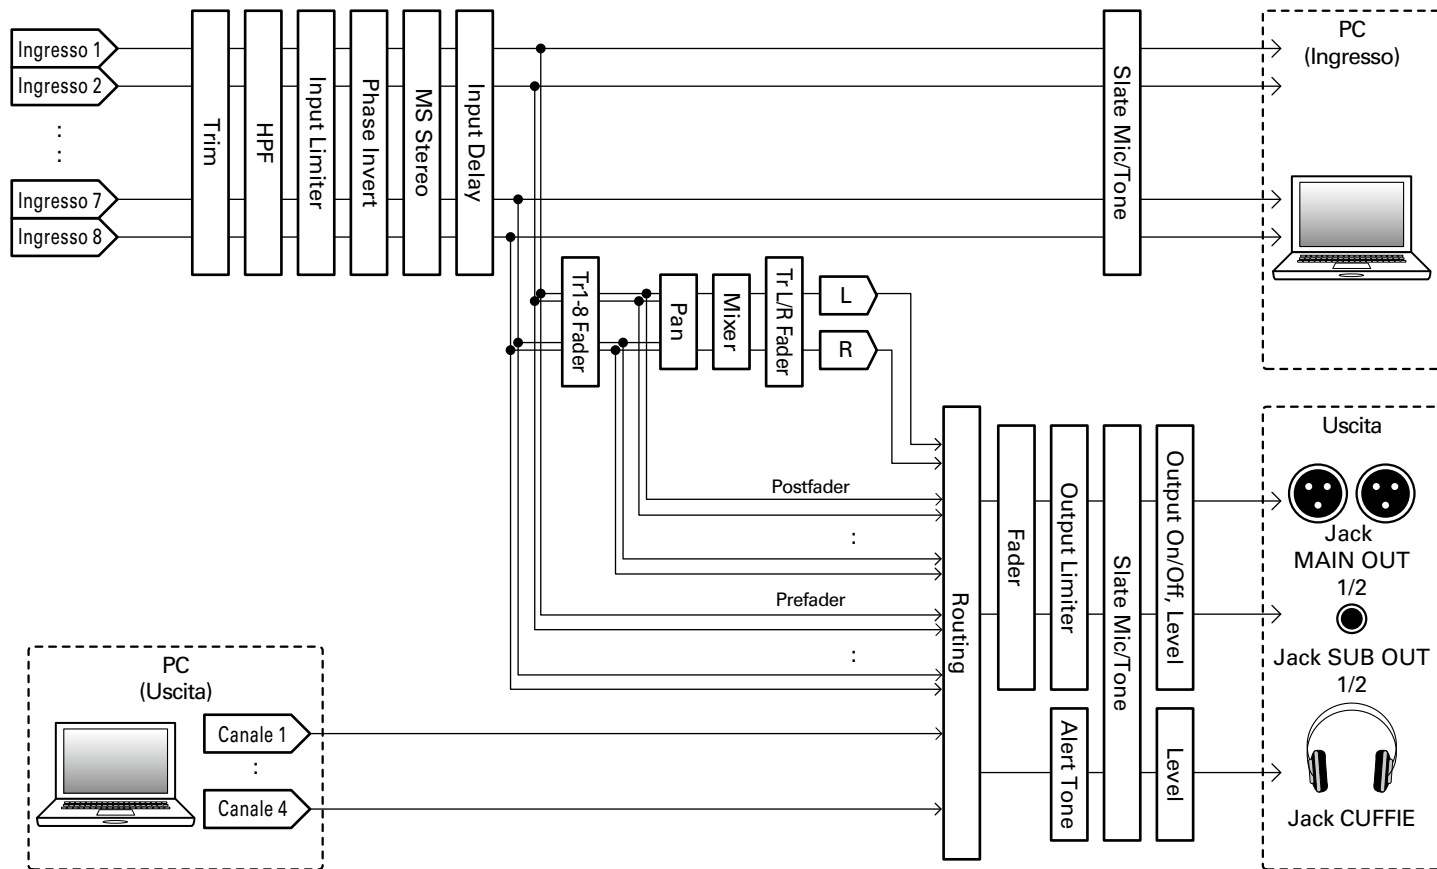 Ingresso 1
Ingresso 2
:
:
Ingresso 7
Ingresso 8
Trim
HPF
Input Limiter
Phase Invert
MS Stereo
Input Delay
Slate Mic/Tone
PC
(Ingresso)
Tr1-8 Fader
Pan
Mixer
Tr L/R Fader
L
R
Postfader
:
Prefader
:
Routing
Fader
Output Limiter
Slate Mic/Tone
Output On/Off, Level
Alert Tone
Level
Uscita
Jack
MAIN OUT
1/2
Jack SUB OUT
1/2
Jack CUFFIE
PC
(Uscita)
Canale 1
:
Canale 4